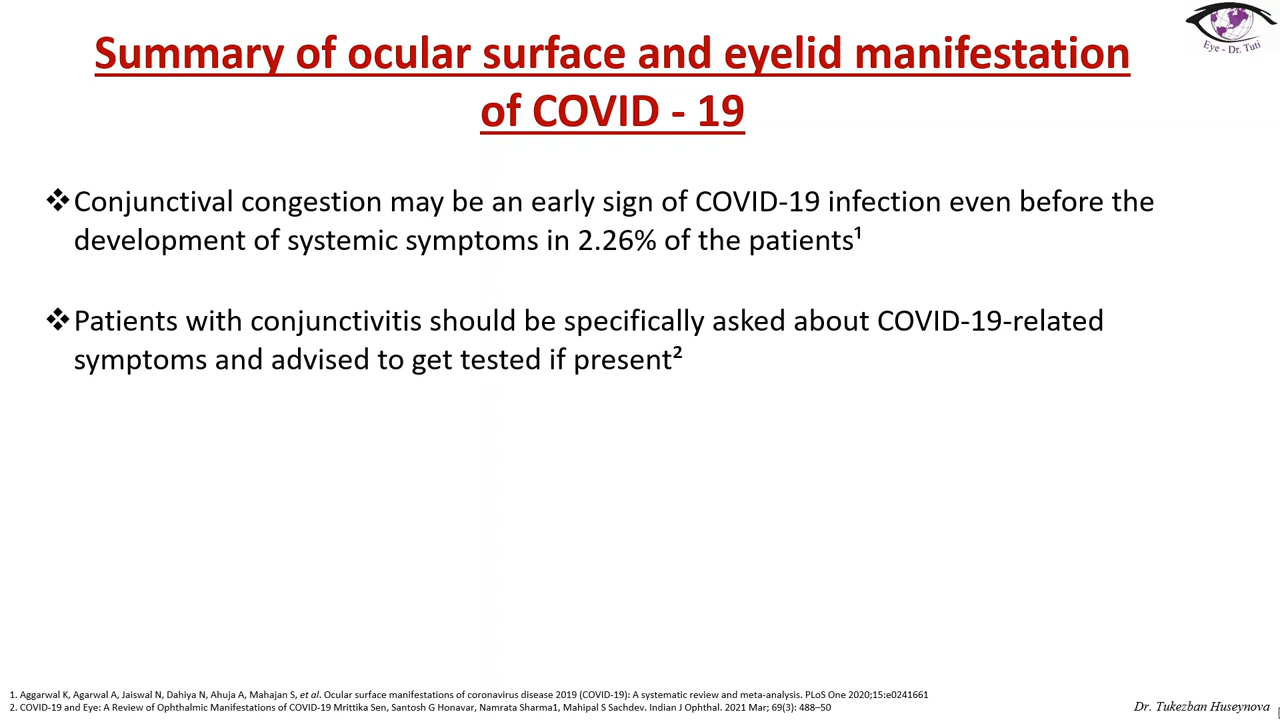 Summary of ocular surface and eyelid manifestation
of COVID - 19
Eye - Dr. Tuti
❖Conjunctival congestion may be an early sign of COVID-19 infection even before the
development of systemic symptoms in 2.26% of the patients¹
❖Patients with conjunctivitis should be specifically asked about COVID-19-related
symptoms and advised to get tested if present²
1. Aggarwal K, Agarwal A, Jaiswal N, Dahiya N, Ahuja A, Mahajan S, et al. Ocular surface manifestations of coronavirus disease 2019 (COVID-19): A systematic review and meta-analysis. PLoS One 2020;15:e0241661
2. COVID-19 and Eye: A Review of Ophthalmic Manifestations of COVID-19 Mrittika Sen, Santosh G Honavar, Namrata Sharma1, Mahipal S Sachdev. Indian J Ophthal. 2021 Mar; 69(3): 488–50
Dr. Tukezban Huseynova